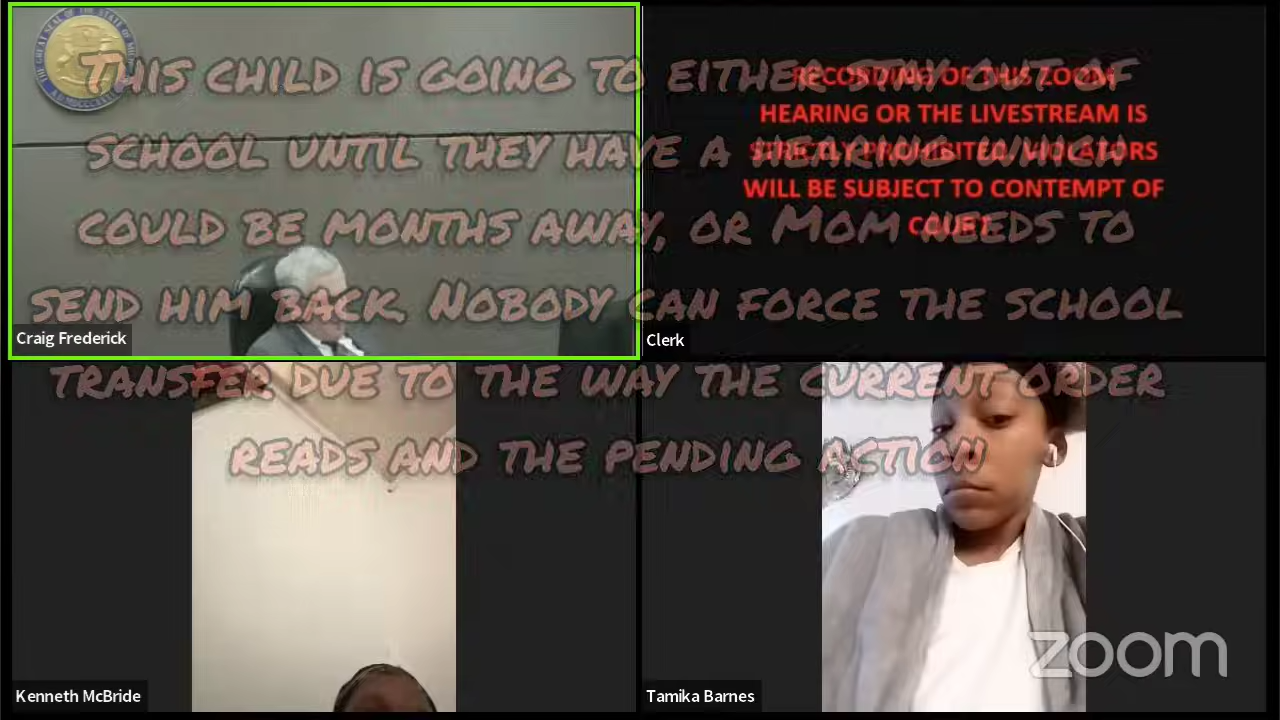 THIS CHILD IS GOING TO EITHER STAY OUT OF
SCHOOL UNTIL THEY HAVE A HEARING WHICH
COULD BE MONTHS AWAY, OR MOM NEEDS TO
SEND HIM BACK. NOBODY CAN FORCE THE SCHOOL
TRANSFER DUE TO THE WAY THE CURRENT ORDER
READS AND THE PENDING ACTION
RECORDING OF THIS ZOOM
HEARING OR THE LIVESTREAM IS
STRICTLY PROHIBITED. VIOLATORS
WILL BE SUBJECT TO CONTEMPT OF
COURT
Craig Frederick
Clerk
Kenneth McBride
Tamika Barnes
zoom